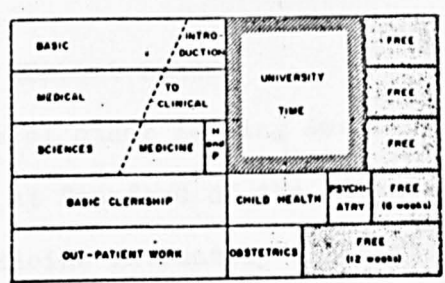 BASIC
INTRO-
DUCTION
FREE
MEDICAL
TO
CLINICAL
UNIVERSITY
TIME
FREE
SCIENCES
MEDICINE
H
and
P
FREE
BASIC CLERKSHIP
CHILD HEALTH
PSYCHI-
ATRY
FREE
(6 weeks)
OUT-PATIENT WORK
OBSTETRICS
FREE
(12 weeks)